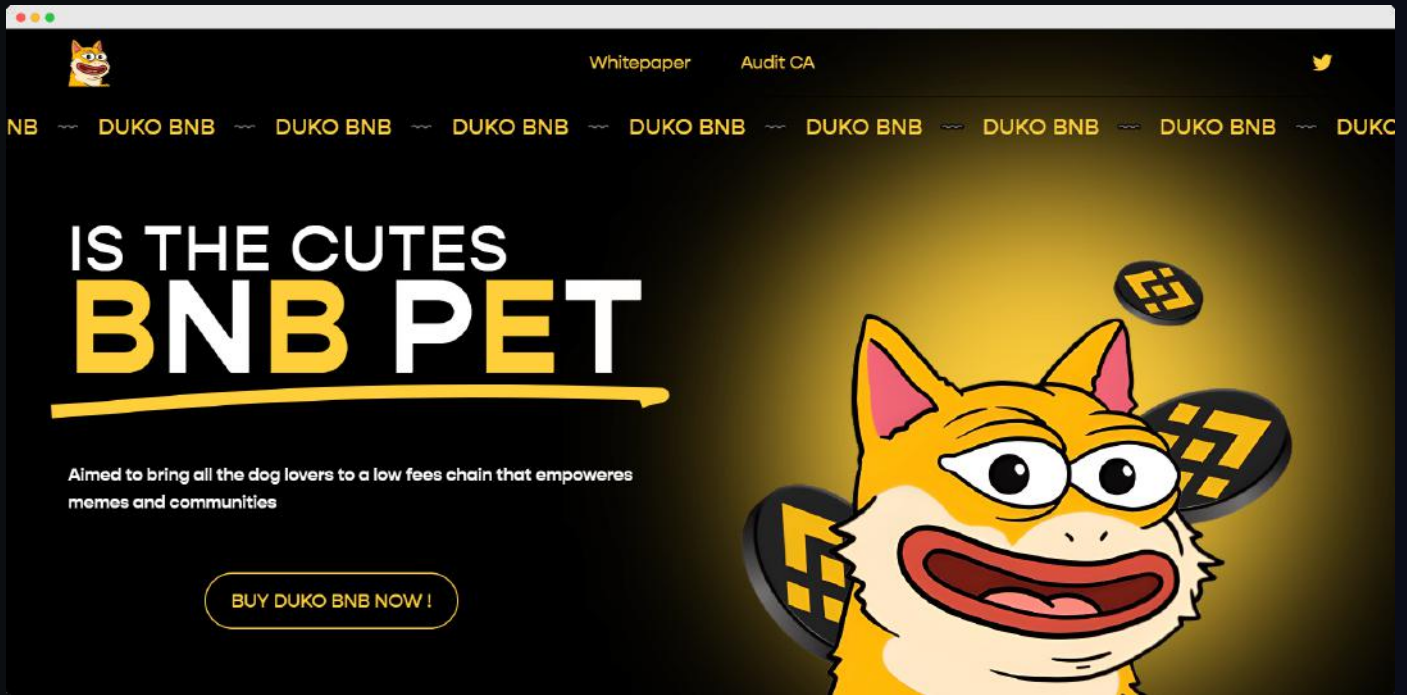 Whitepaper Audit CA
NB DUKO BNB DUKO BNB DUKO BNB DUKO BNB DUKO BNB DUKO BNB DUKO BNB DUKO
IS THE CUTES
BNB PET
Aimed to bring all the dog lovers to a low fees chain that empoweres
memes and communities
BUY DUKO BNB NOW !